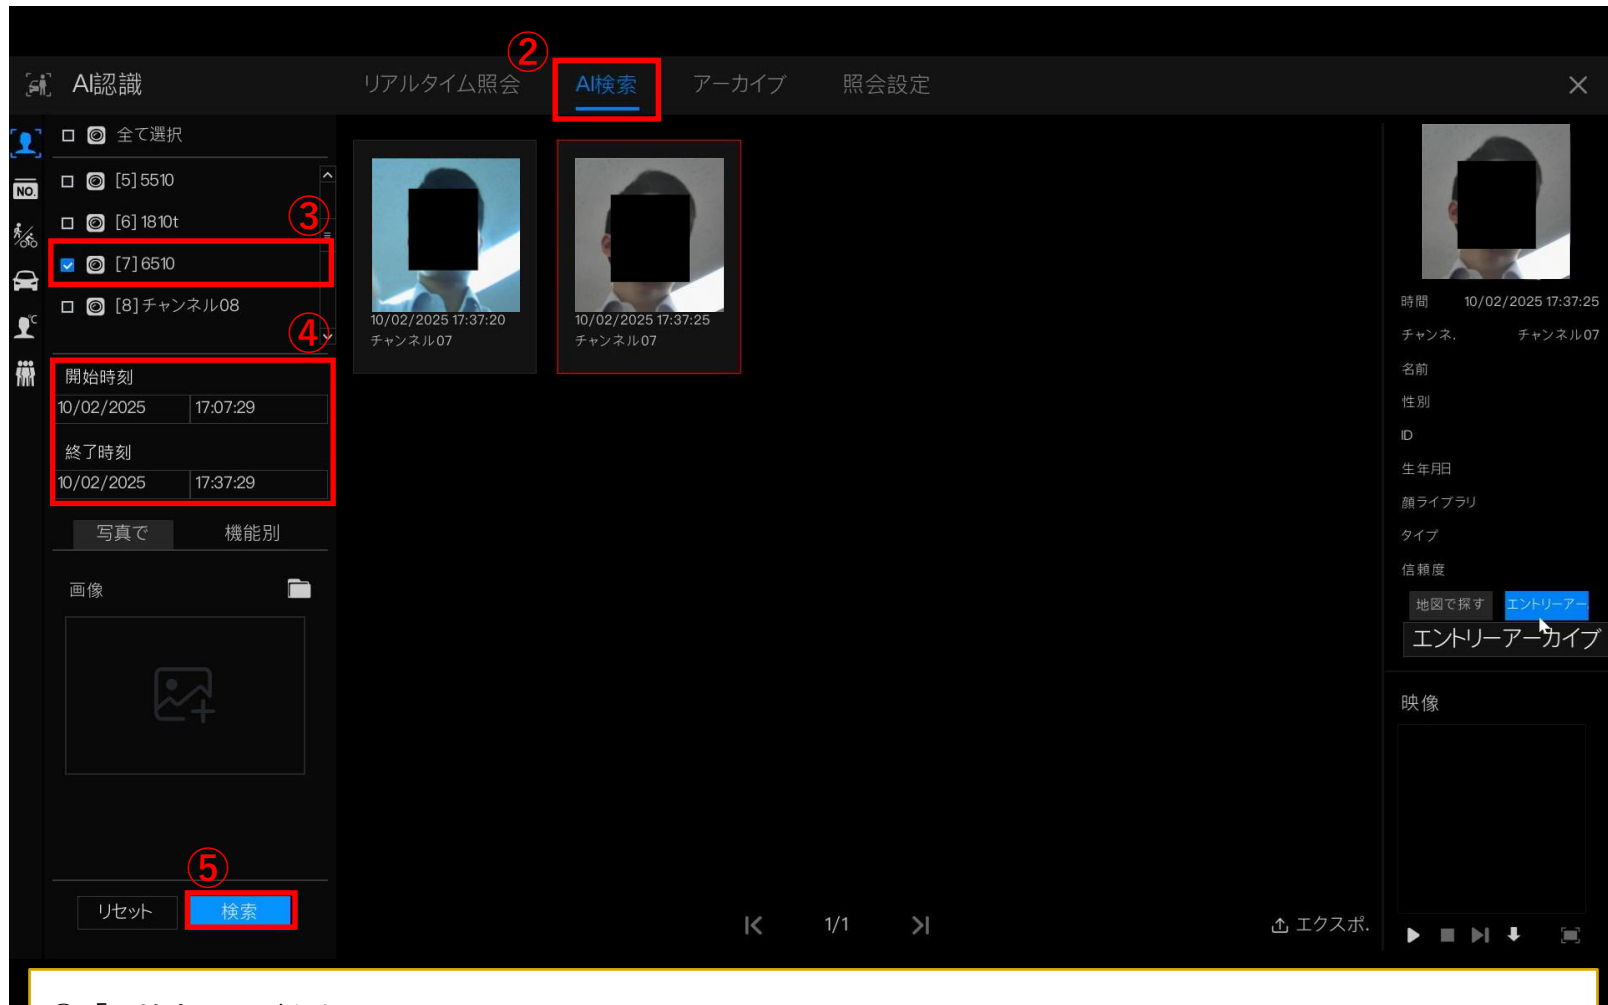 ②
AI認識
リアルタイム照会
AI検索
アーカイブ
照会設定
全て選択
[5] 5510
NO.
[6] 1810t
③
[7] 6510
[8] チャンネル08
℃
④
開始時刻
10/02/2025 17:07:29
終了時刻
10/02/2025 17:37:29
写真で 機能別
画像
⑤
リセット 検索
10/02/2025 17:37:20
チャンネル07
10/02/2025 17:37:25
チャンネル07
1/1
エクスポ.
時間 10/02/2025 17:37:25
チャンネ. チャンネル07
名前
性別
ID
生年月日
顔ライブラリ
タイプ
信頼度
地図で探す エントリーアー.
エントリーアーカイブ
映像